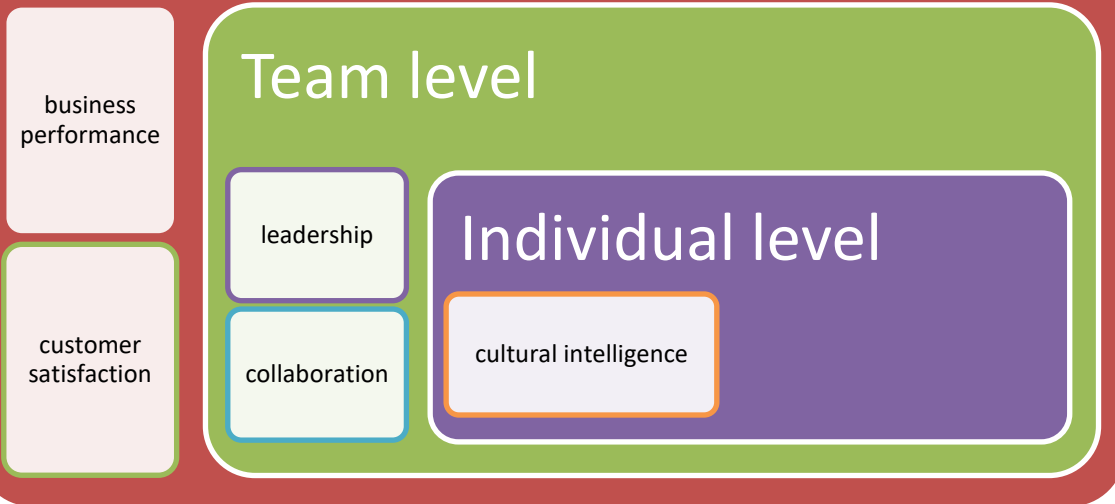 business
performance
customer
satisfaction
Team level
leadership
collaboration
Individual level
cultural intelligence